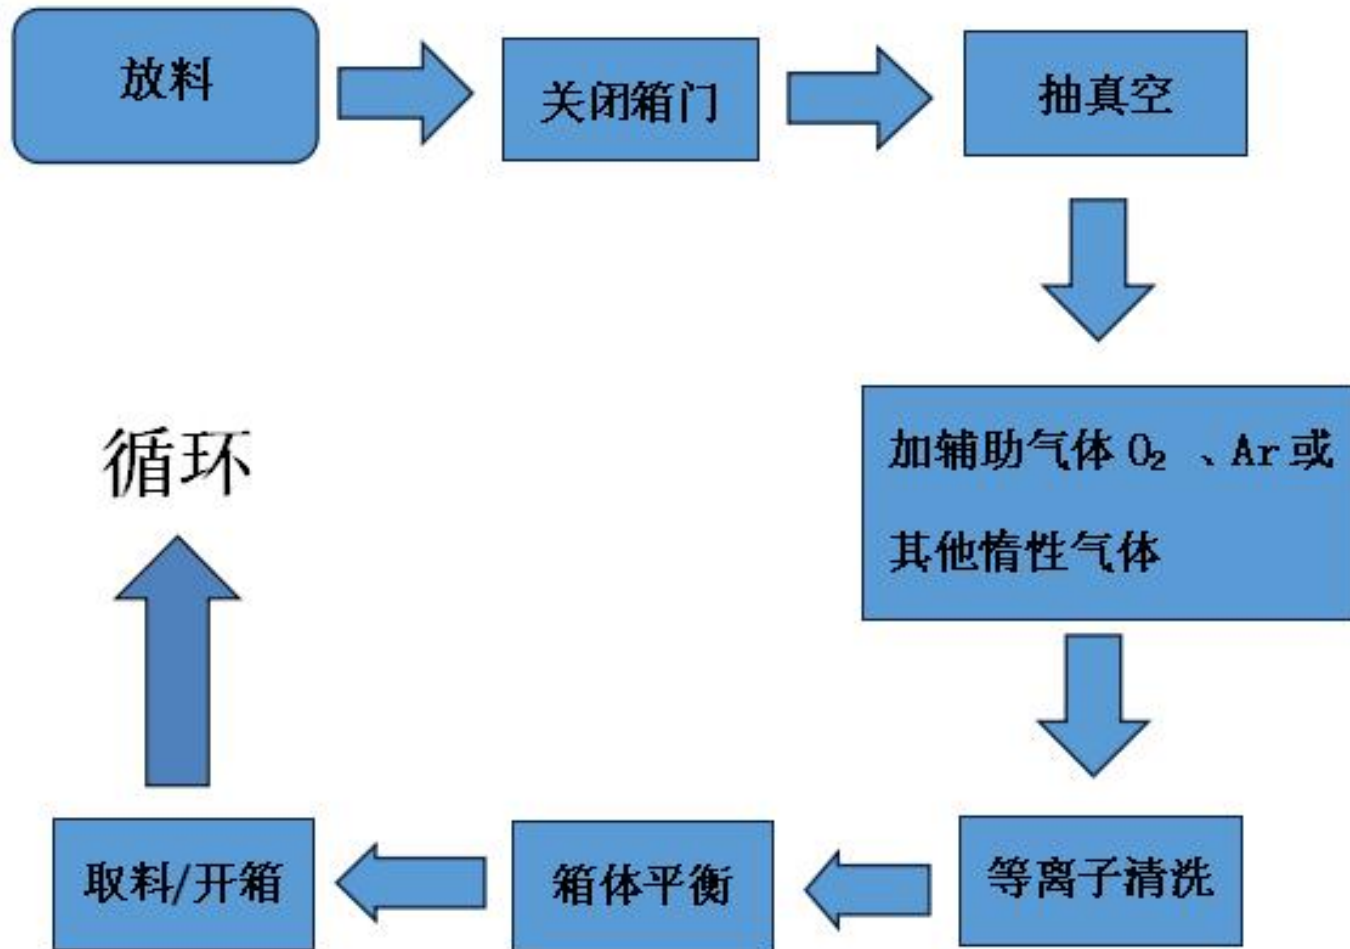 放料
关闭箱门
抽真空
加辅助气体 O₂ 、Ar 或
其他惰性气体
等离子清洗
箱体平衡
取料/开箱
循环